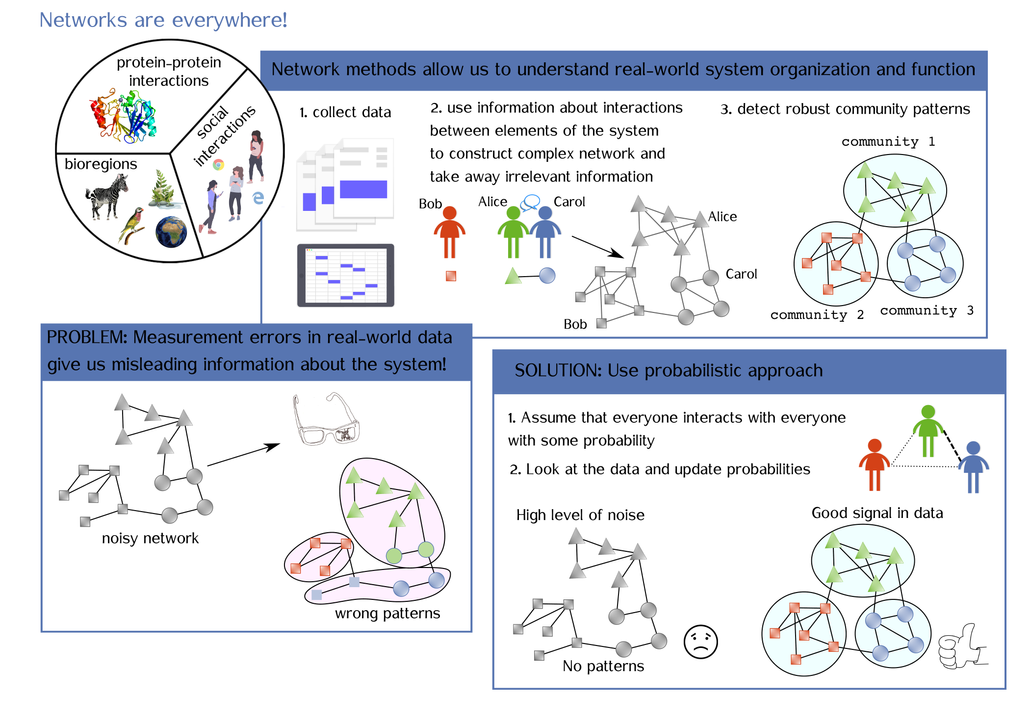 Networks are everywhere!
protein-protein
interactions
social
interactions
bioregions
Network methods allow us to understand real-world system organization and function
1. collect data
2. use information about interactions
between elements of the system
to construct complex network and
take away irrelevant information
Bob
Alice
Carol
Alice
Carol
Bob
3. detect robust community patterns
community 1
community 2
community 3
PROBLEM: Measurement errors in real-world data
give us misleading information about the system!
noisy network
wrong patterns
SOLUTION: Use probabilistic approach
1. Assume that everyone interacts with everyone
with some probability
2. Look at the data and update probabilities
High level of noise
No patterns
Good signal in data